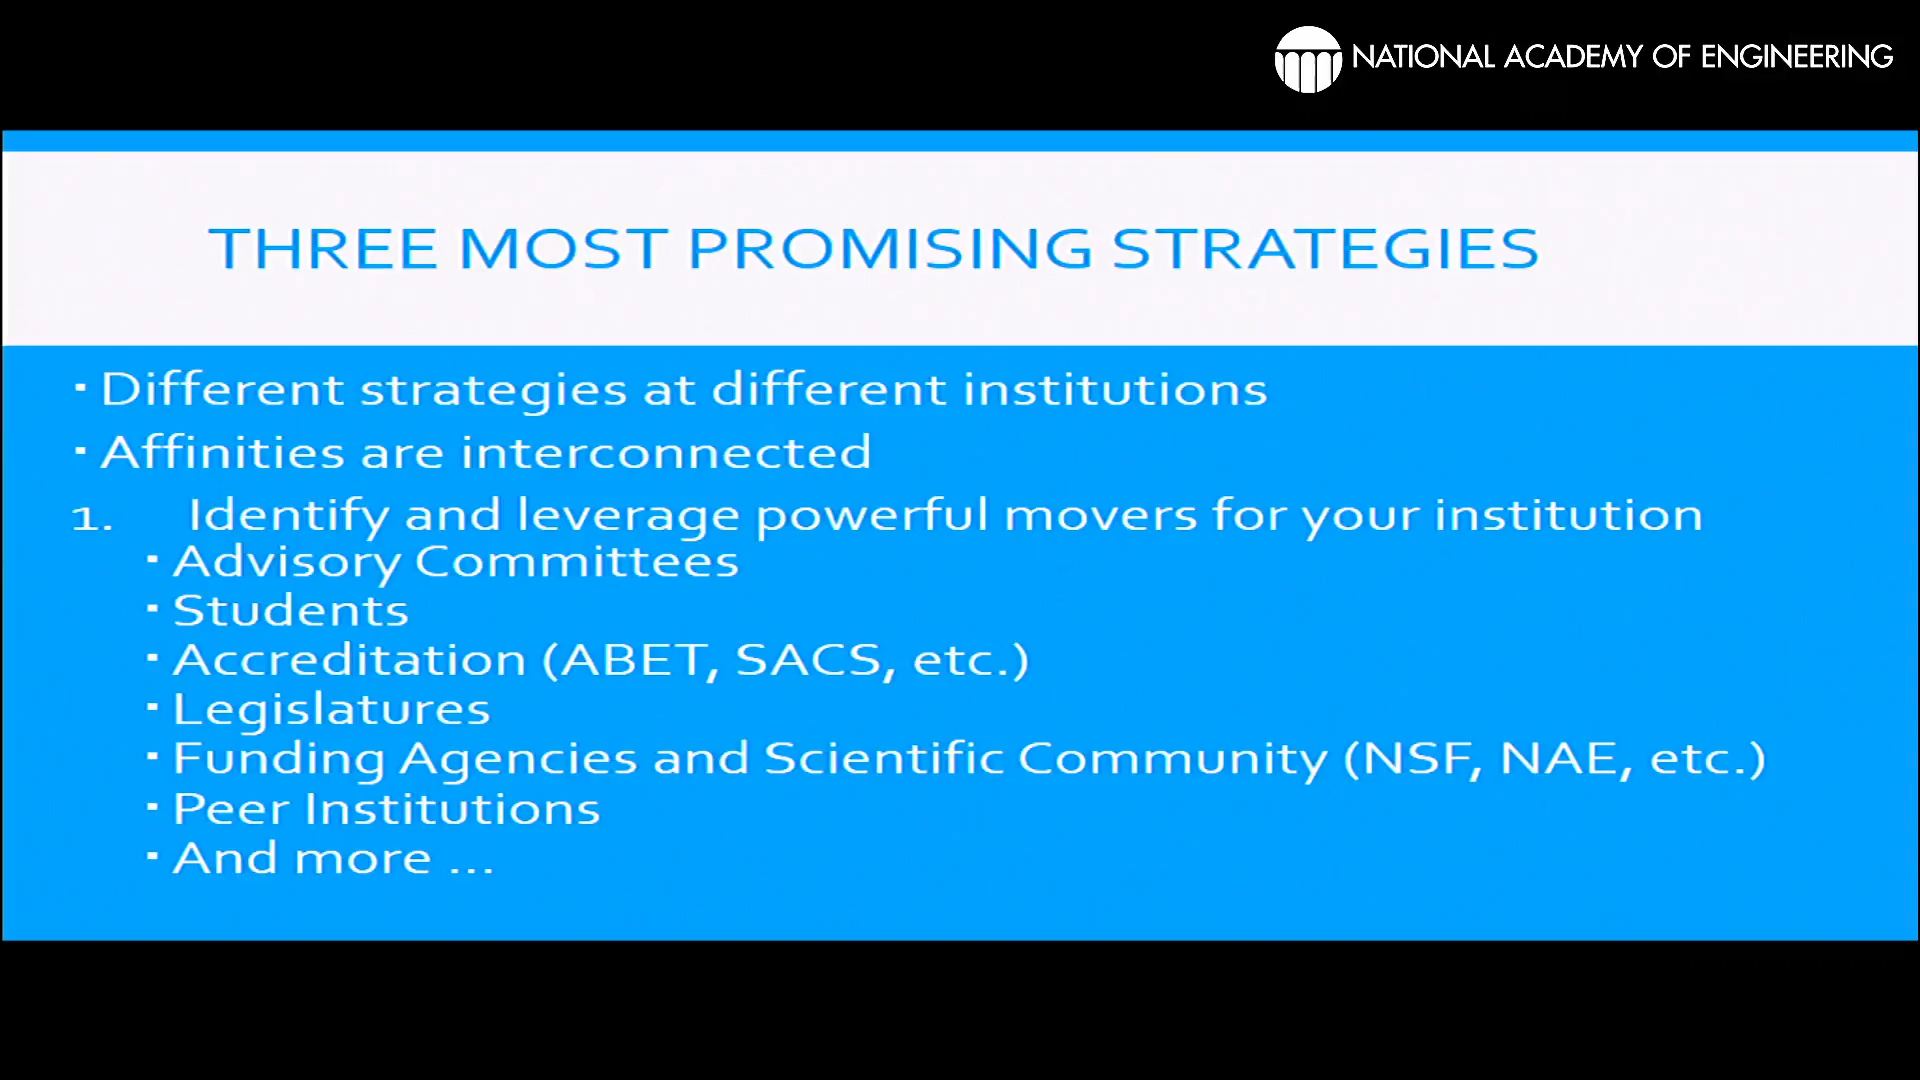 NATIONAL ACADEMY OF ENGINEERING
THREE MOST PROMISING STRATEGIES
▪ Different strategies at different institutions
▪ Affinities are interconnected
1. Identify and leverage powerful movers for your institution
▪ Advisory Committees
▪ Students
▪ Accreditation (ABET, SACS, etc.)
▪ Legislatures
▪ Funding Agencies and Scientific Community (NSF, NAE, etc.)
▪ Peer Institutions
▪ And more ...